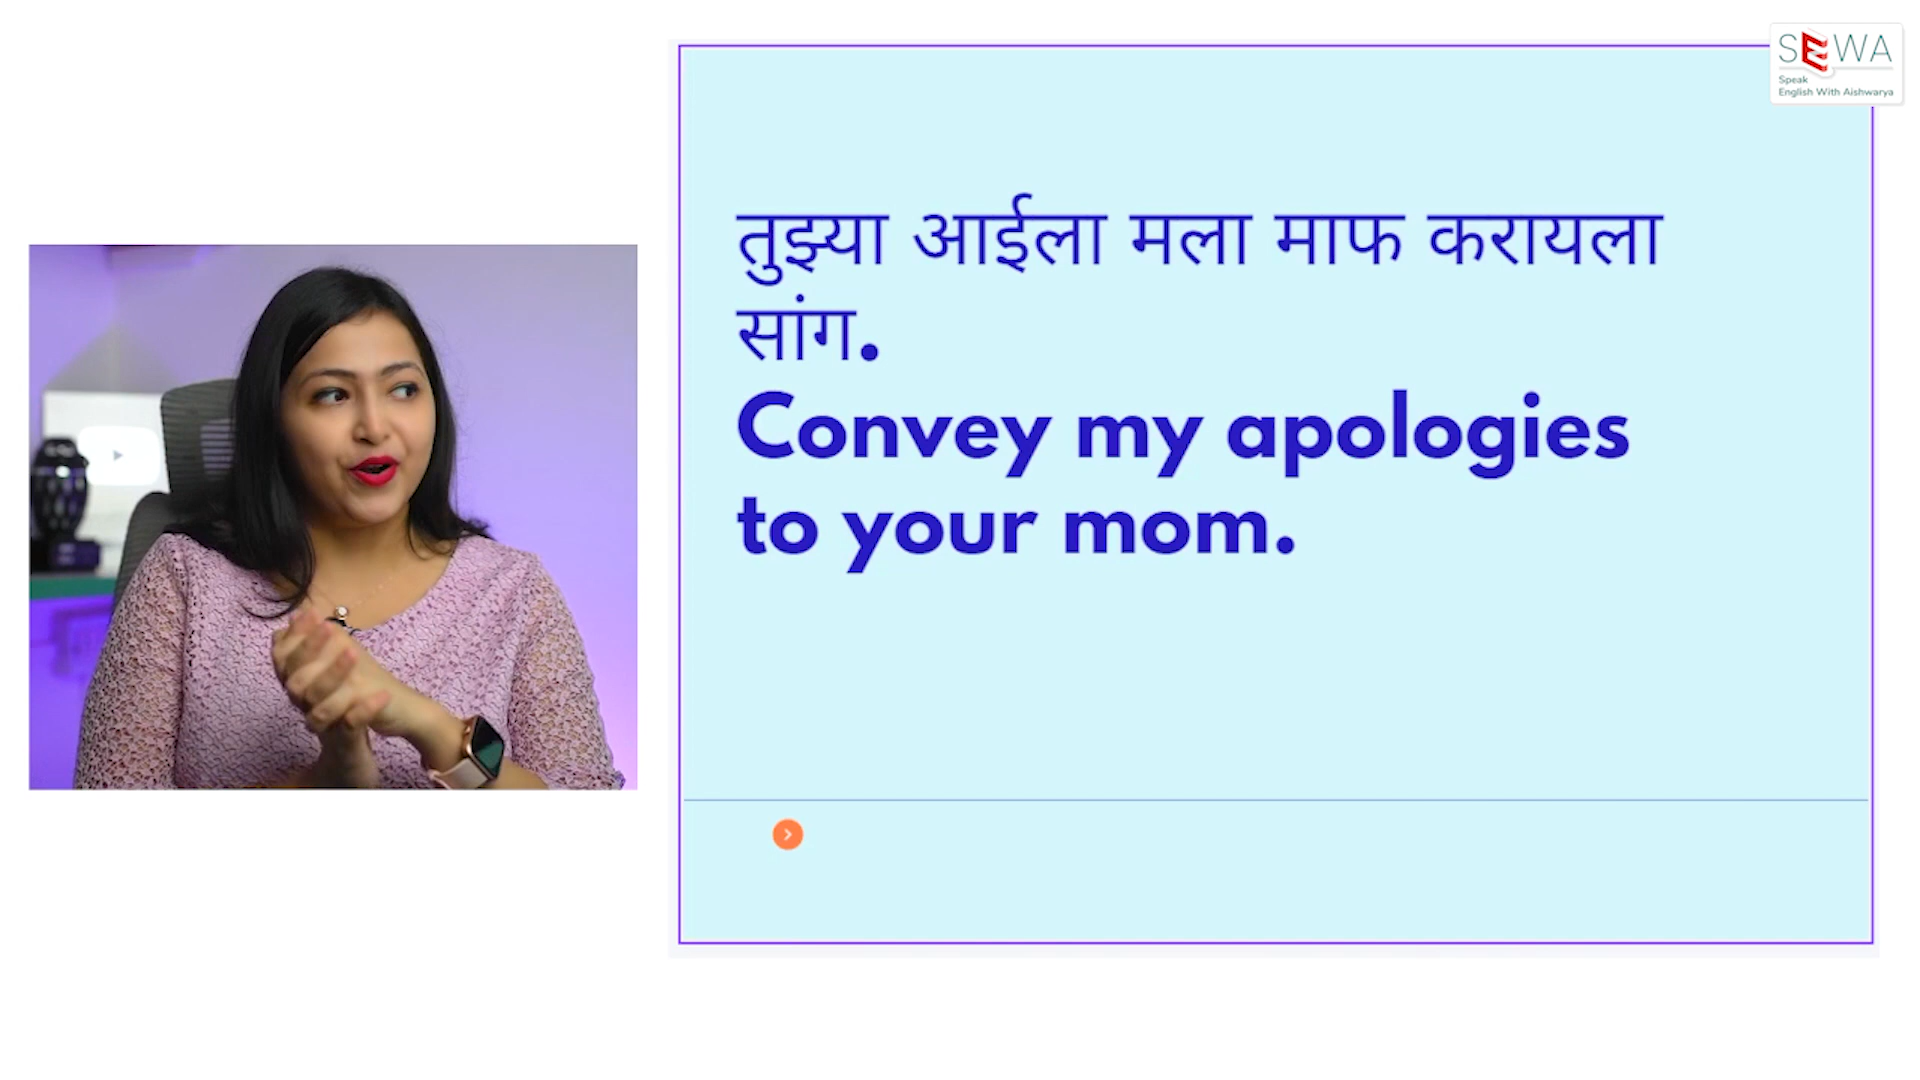 SEWA
Speak
English With Aishwarya
तुझ्या आईला मला माफ करायला
सांग.
Convey my apologies
to your mom.